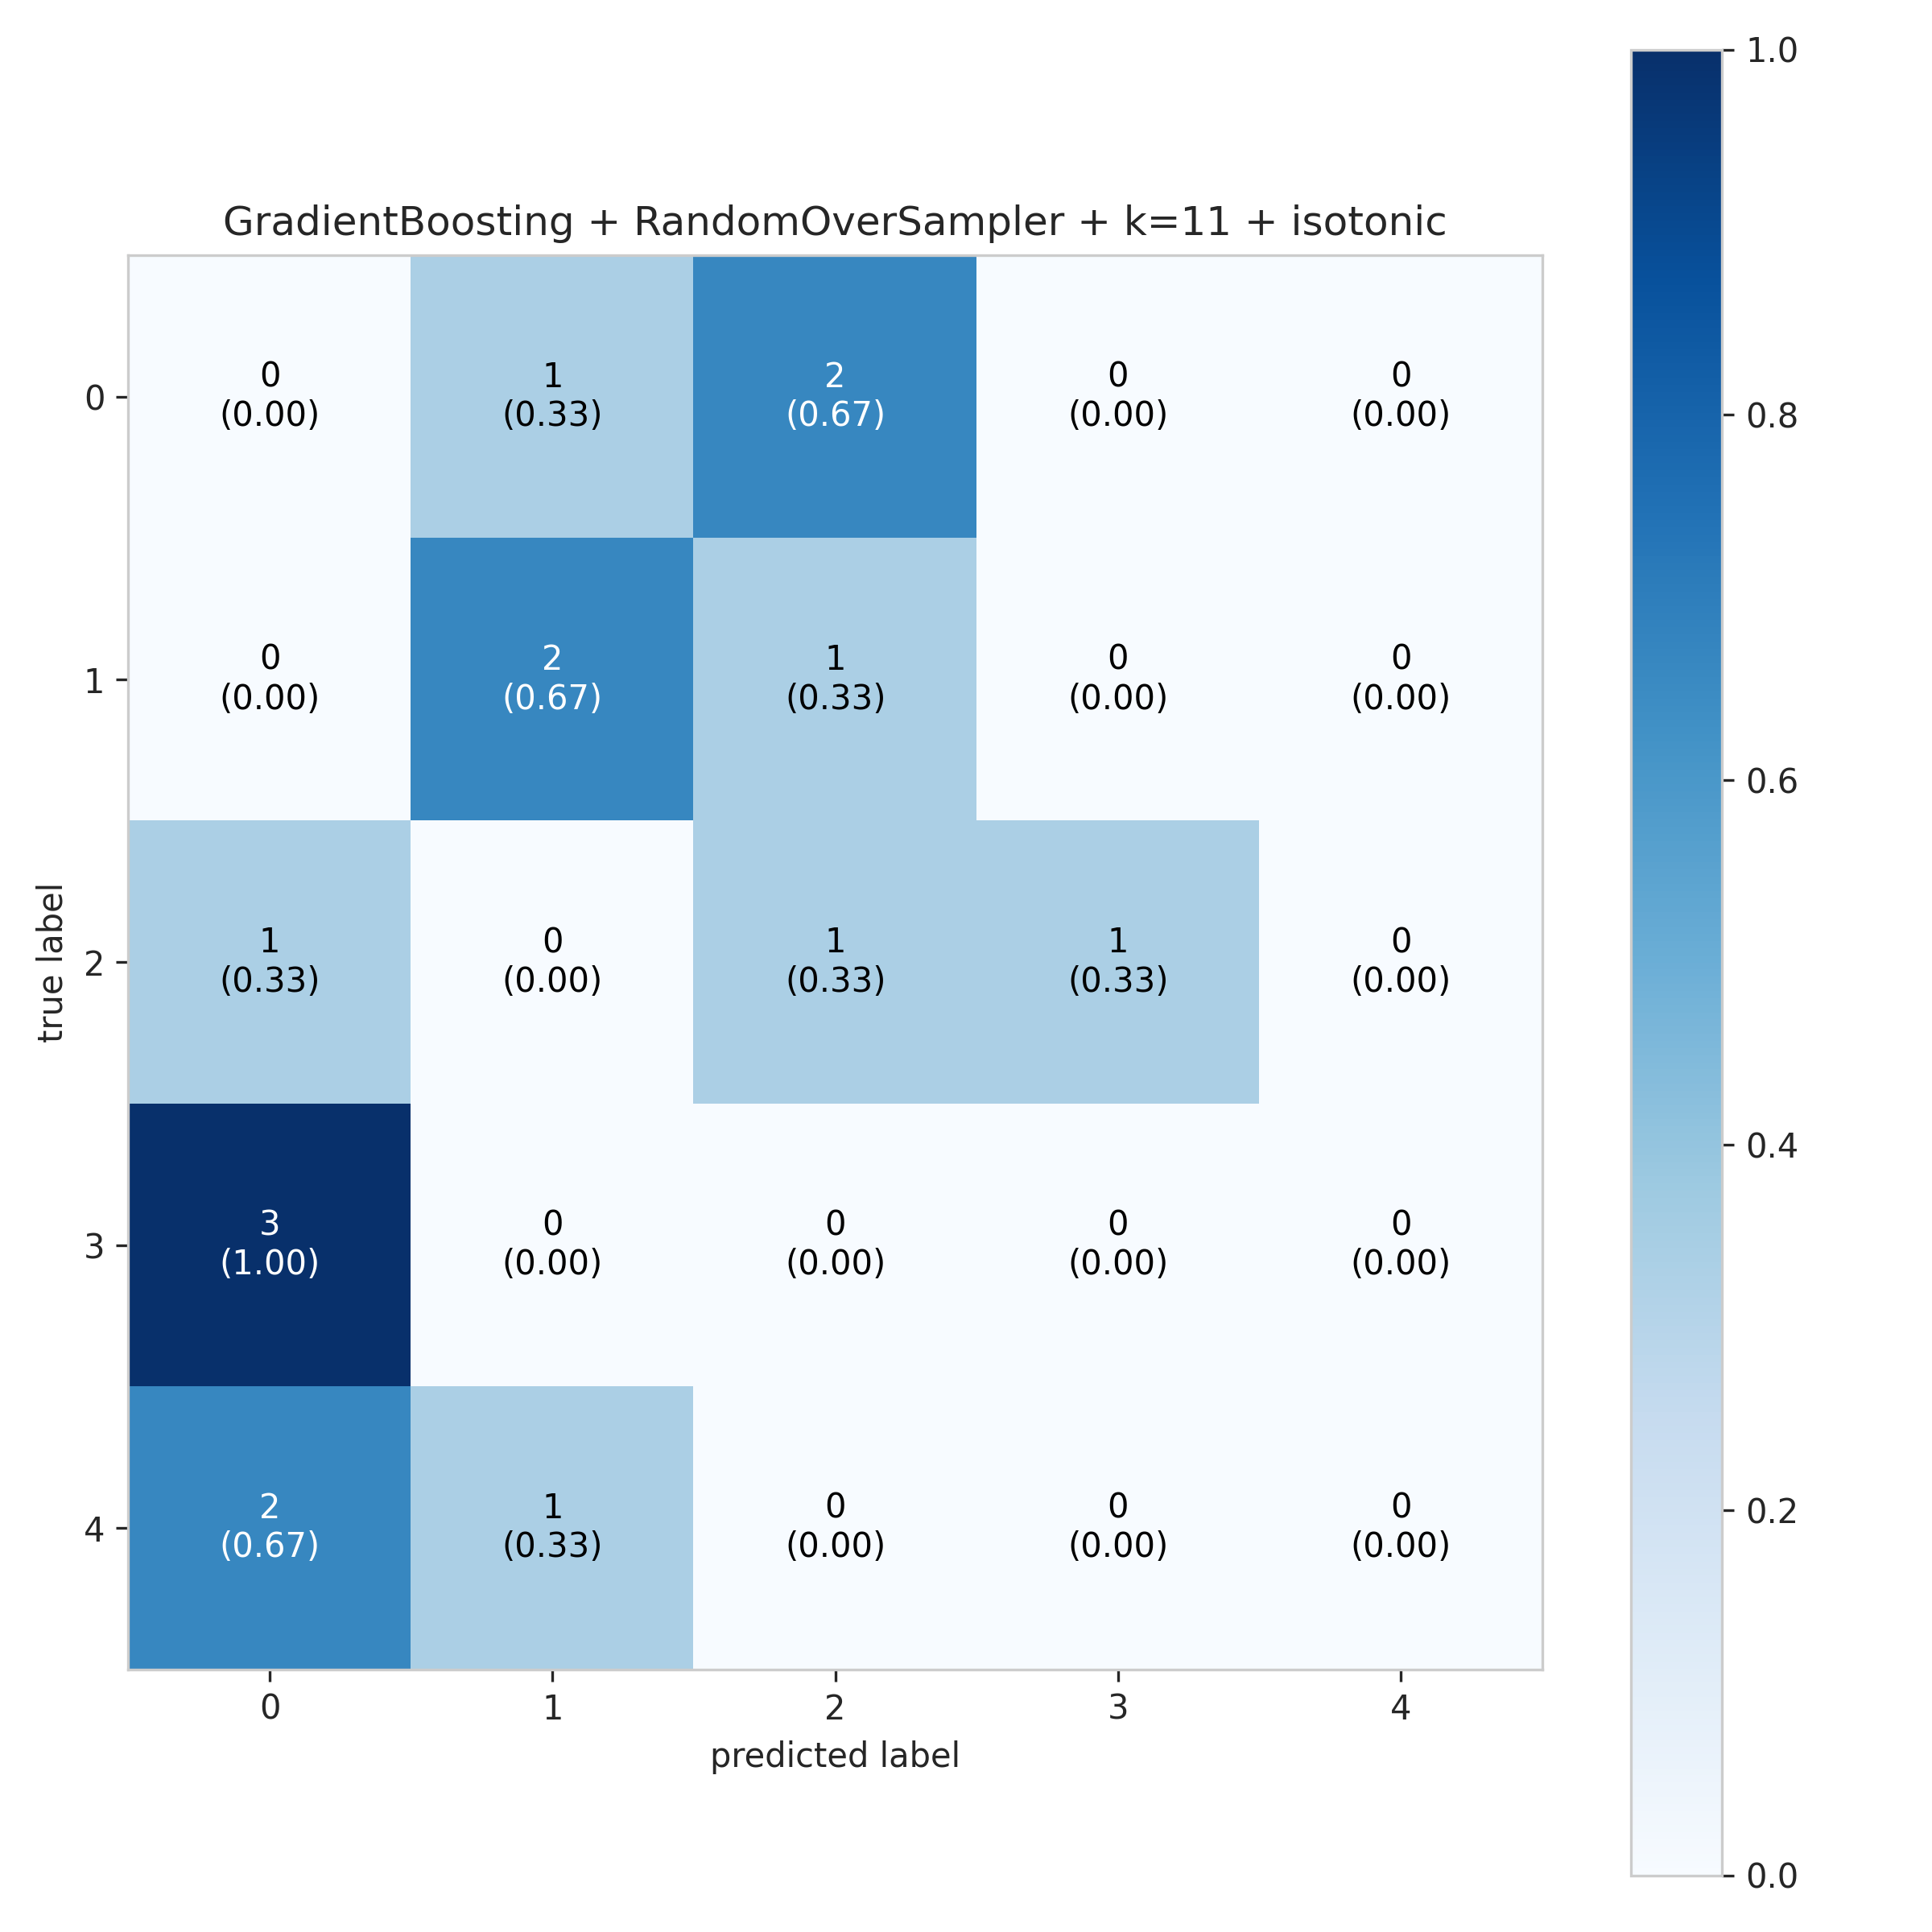 GradientBoosting + RandomOverSampler + k=11 + isotonic
1.0
0.8
0.6
0.4
0.2
0.0
true label
0
0 1 2 0 0
(0.00) (0.33) (0.67) (0.00) (0.00)
1
0 2 1 0 0
(0.00) (0.67) (0.33) (0.00) (0.00)
2
1 0 1 1 0
(0.33) (0.00) (0.33) (0.33) (0.00)
3
3 0 0 0 0
(1.00) (0.00) (0.00) (0.00) (0.00)
4
2 1 0 0 0
(0.67) (0.33) (0.00) (0.00) (0.00)
0 1 2 3 4
predicted label